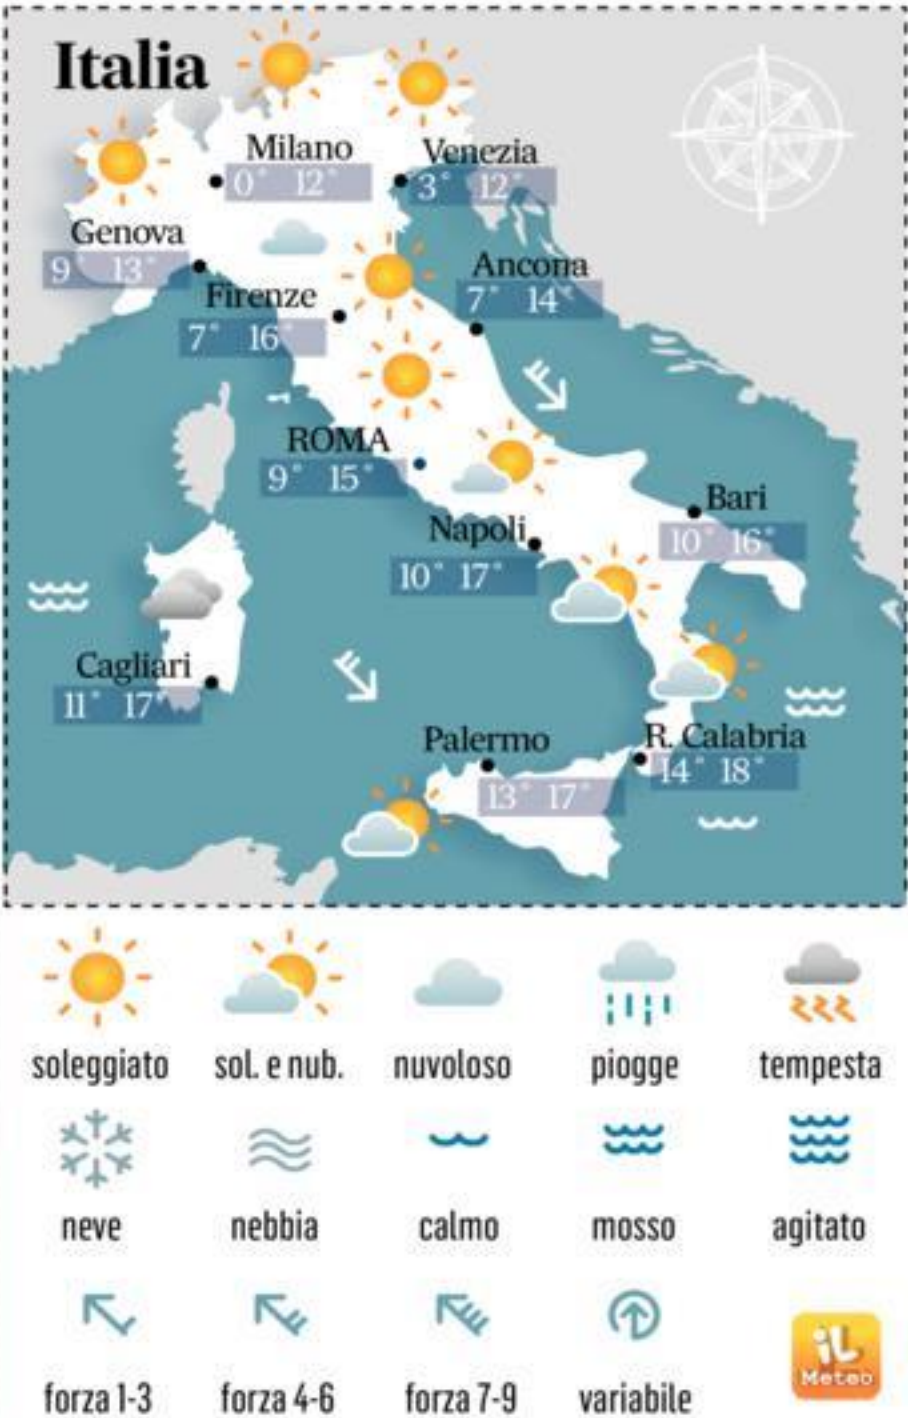 Italia
Milano
0° 12°
Venezia
3° 12°
Genova
9° 13°
Firenze
7° 16°
Ancona
7° 14°
ROMA
9° 15°
Bari
10° 16°
Napoli
10° 17°
Cagliari
11° 17°
Palermo
13° 17°
R. Calabria
14° 18°
soleggiato sol. e nub. nuvoloso piogge tempesta
neve nebbia calmo mosso agitato
forza 1-3 forza 4-6 forza 7-9 variabile
iL
Meteo